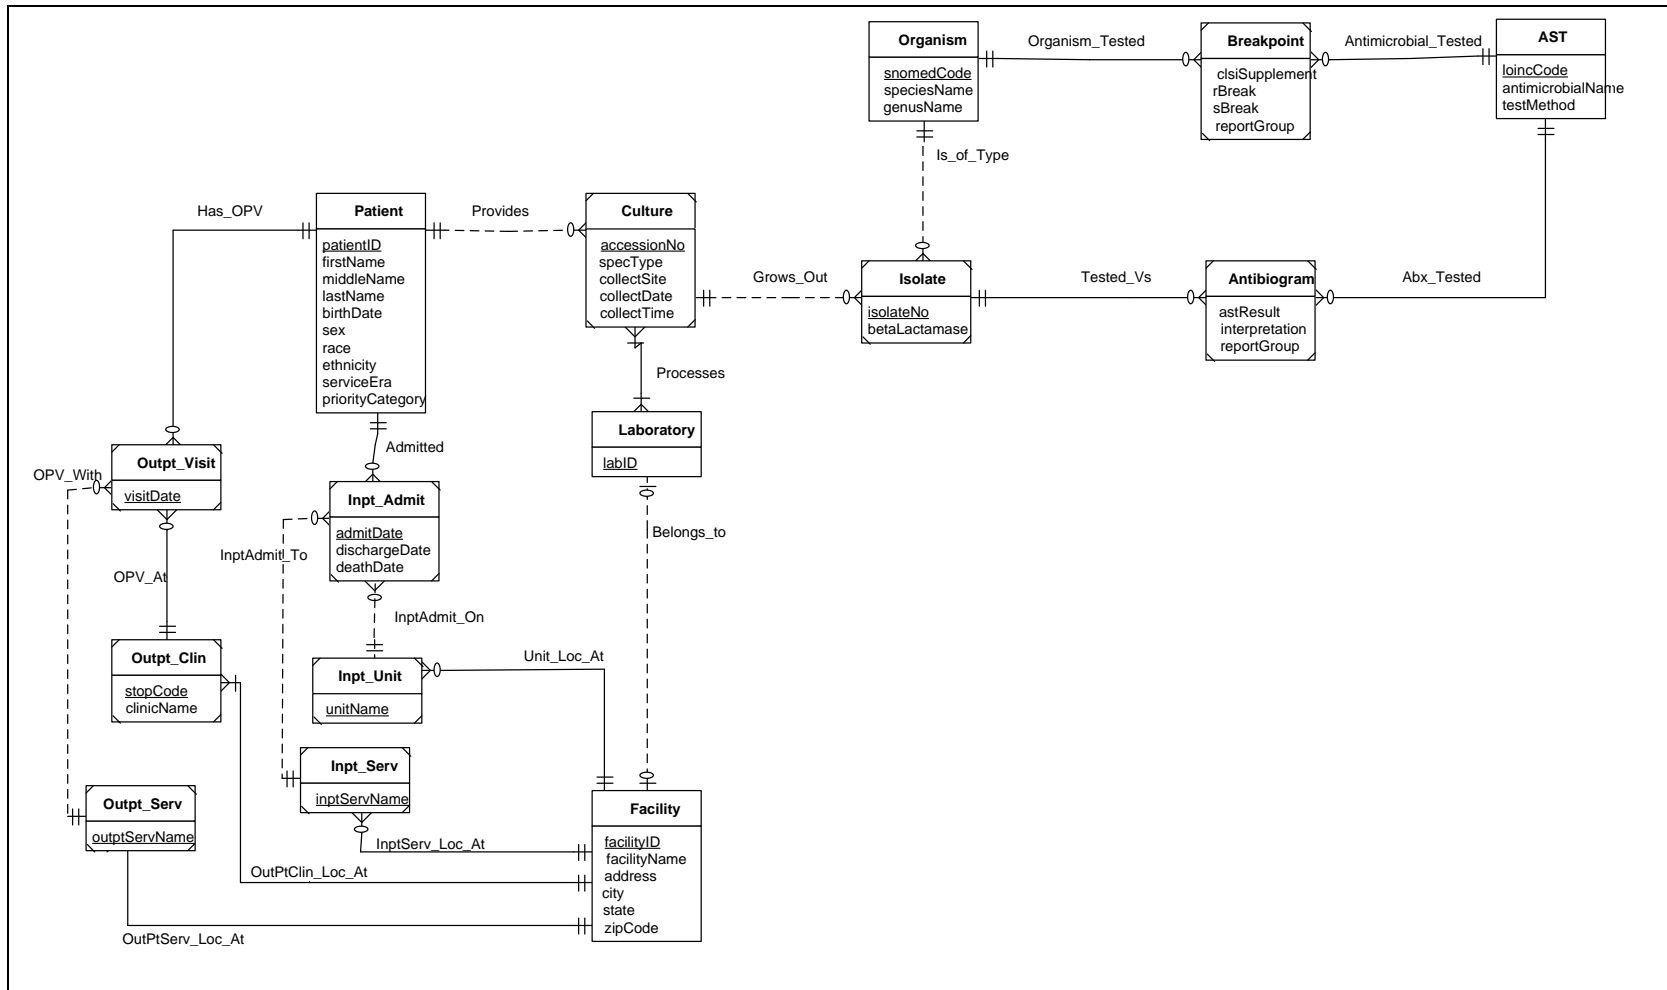 Organism
snomedCode
speciesName
genusName
Organism_Tested
Breakpoint
clsiSupplement
rBreak
sBreak
reportGroup
Antimicrobial_Tested
AST
loincCode
antimicrobialName
testMethod
Is_of_Type
Has_OPV
Patient
patientID
firstName
middleName
lastName
birthDate
sex
race
ethnicity
serviceEra
priorityCategory
Provides
Culture
accessionNo
specType
collectSite
collectDate
collectTime
Grows_Out
Isolate
isolateNo
betaLactamase
Tested_Vs
Antibiogram
astResult
interpretation
reportGroup
Abx_Tested
Processes
Laboratory
labID
Admitted
OPV_With
Outpt_Visit
visitDate
Inpt_Admit
admitDate
dischargeDate
deathDate
InptAdmit_To
Belongs_to
OPV_At
InptAdmit_On
Outpt_Clin
stopCode
clinicName
Inpt_Unit
unitName
Unit_Loc_At
Inpt_Serv
inptServName
Outpt_Serv
outptServName
InptServ_Loc_At
Facility
facilityID
facilityName
address
city
state
zipCode
OutPtClin_Loc_At
OutPtServ_Loc_At